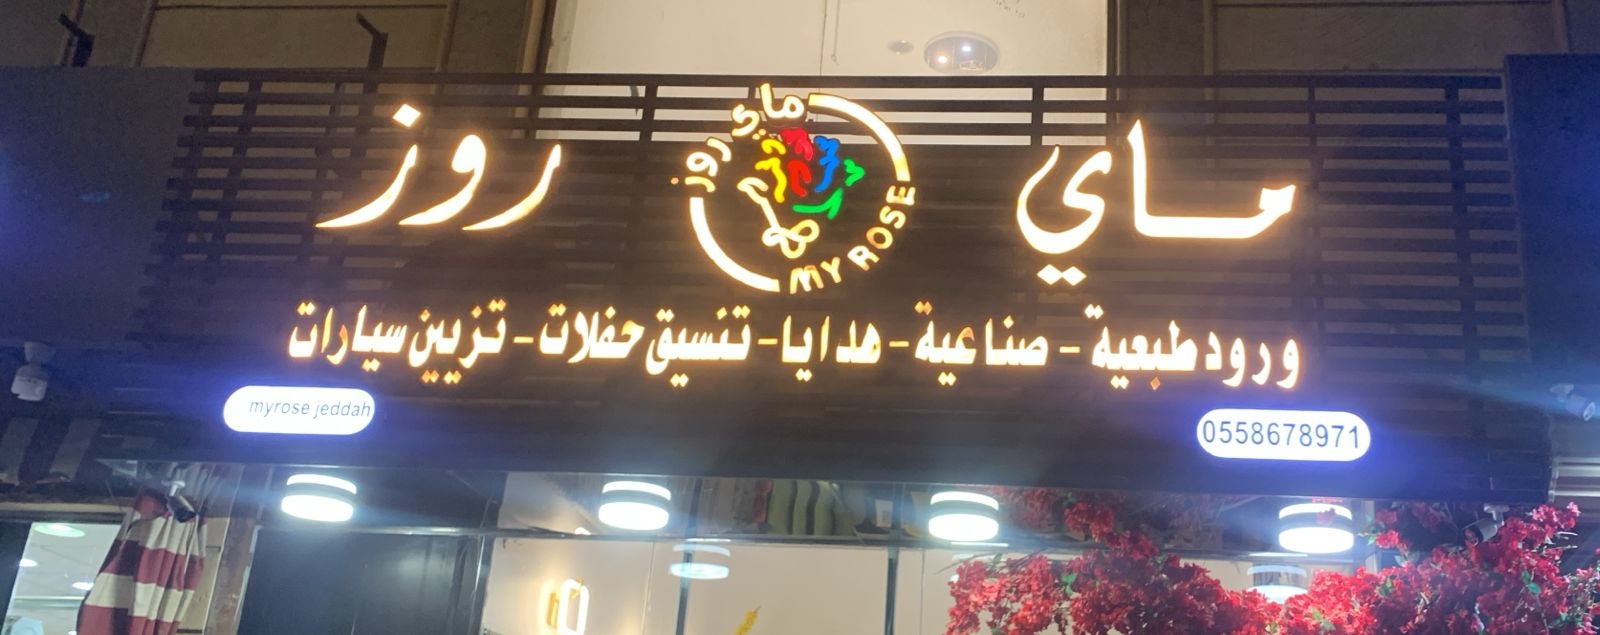 ماي روز
ماي روز
MY ROSE
ورود طبعية - صناعية - هدايا - تنسيق حفلات - تزيين سيارات
0558678971
myrose jeddah